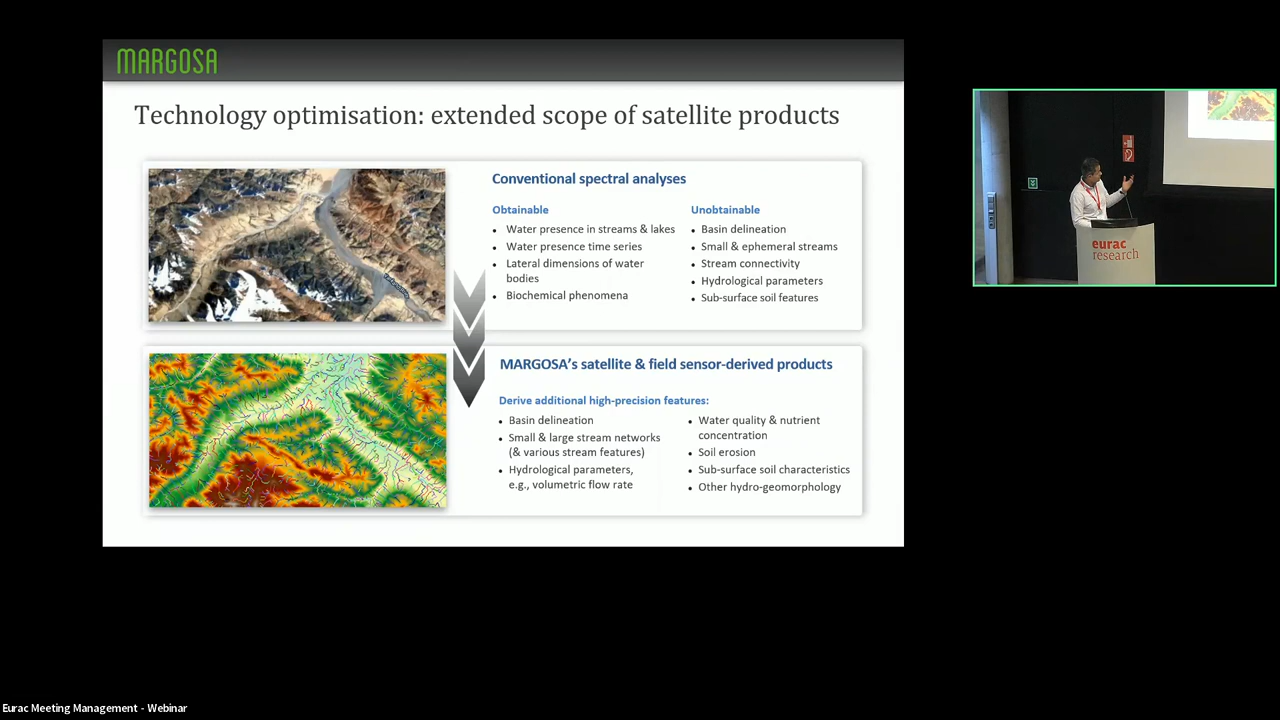 MARGOSA
Technology optimisation: extended scope of satellite products
Conventional spectral analyses
Obtainable
• Water presence in streams & lakes
• Water presence time series
• Lateral dimensions of water
bodies
• Biochemical phenomena
Unobtainable
• Basin delineation
• Small & ephemeral streams
• Stream connectivity
• Hydrological parameters
• Sub-surface soil features
MARGOSA's satellite & field sensor-derived products
Derive additional high-precision features:
• Basin delineation
• Small & large stream networks
(& various stream features)
• Hydrological parameters,
e.g., volumetric flow rate
• Water quality & nutrient
concentration
• Soil erosion
• Sub-surface soil characteristics
• Other hydro-geomorphology
eurac
research
Eurac Meeting Management - Webinar